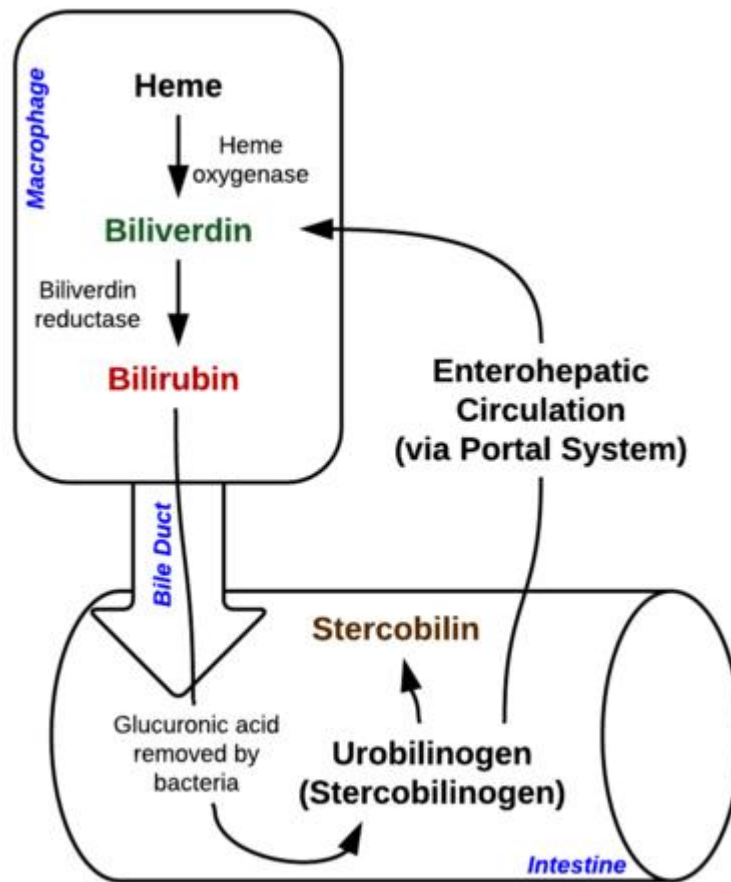 Macrophage
Heme
Heme
oxygenase
Biliverdin
Biliverdin
reductase
Bilirubin
Enterohepatic
Circulation
(via Portal System)
Bile Duct
Stercobilin
Glucuronic acid
removed by
bacteria
Urobilinogen
(Stercobilinogen)
Intestine